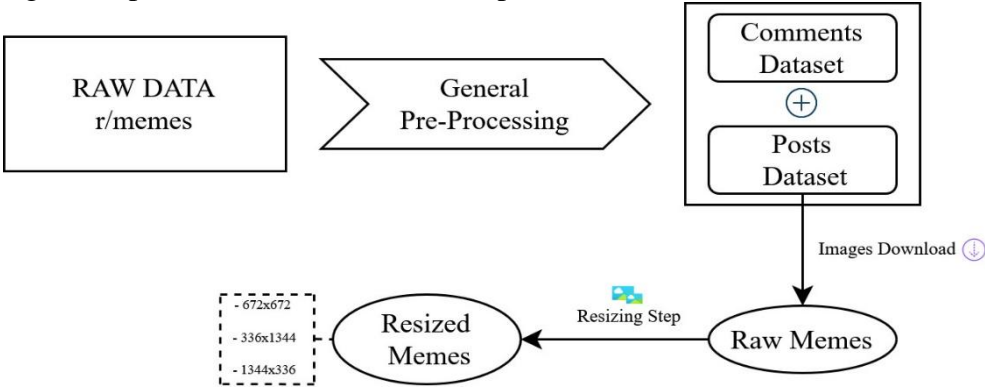 RAW DATA
r/memes
General
Pre-Processing
Comments
Dataset
Posts
Dataset
Images Download
Raw Memes
Resizing Step
Resized
Memes
- 672x672
- 336x1344
- 1344x336